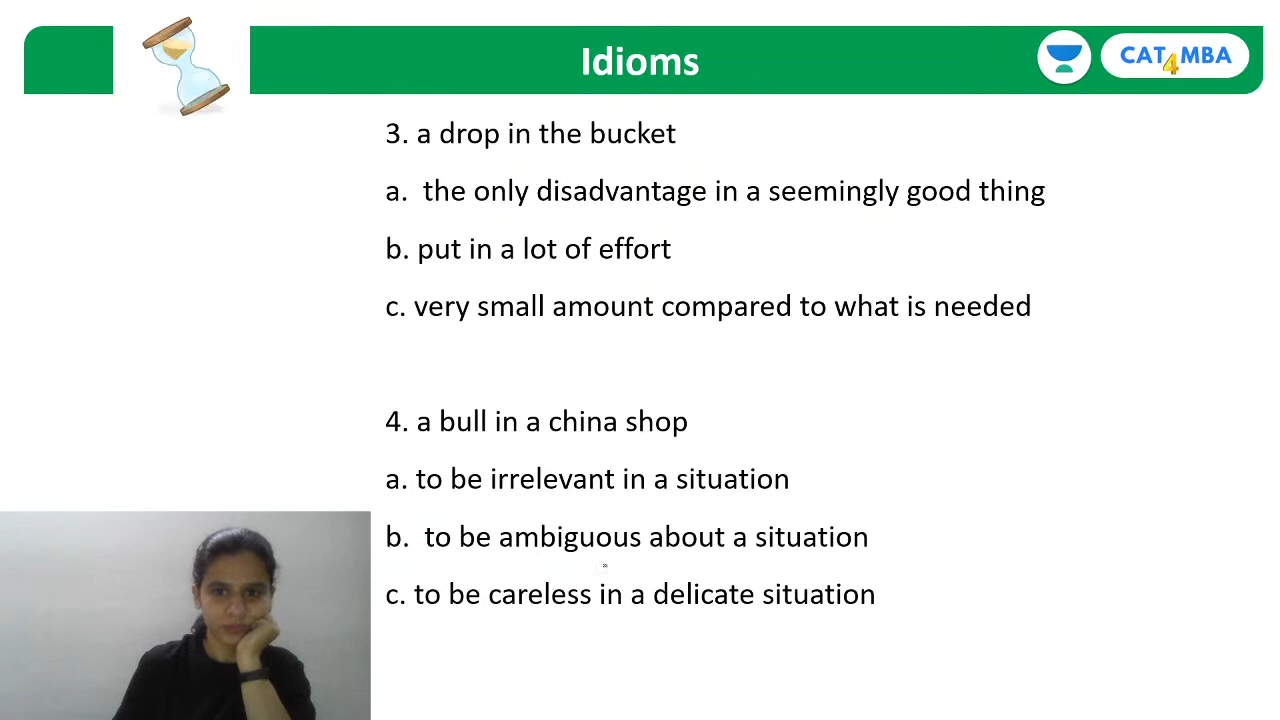 Idioms
CAT4MBA
3. a drop in the bucket
a. the only disadvantage in a seemingly good thing
b. put in a lot of effort
c. very small amount compared to what is needed
4. a bull in a china shop
a. to be irrelevant in a situation
b. to be ambiguous about a situation
c. to be careless in a delicate situation